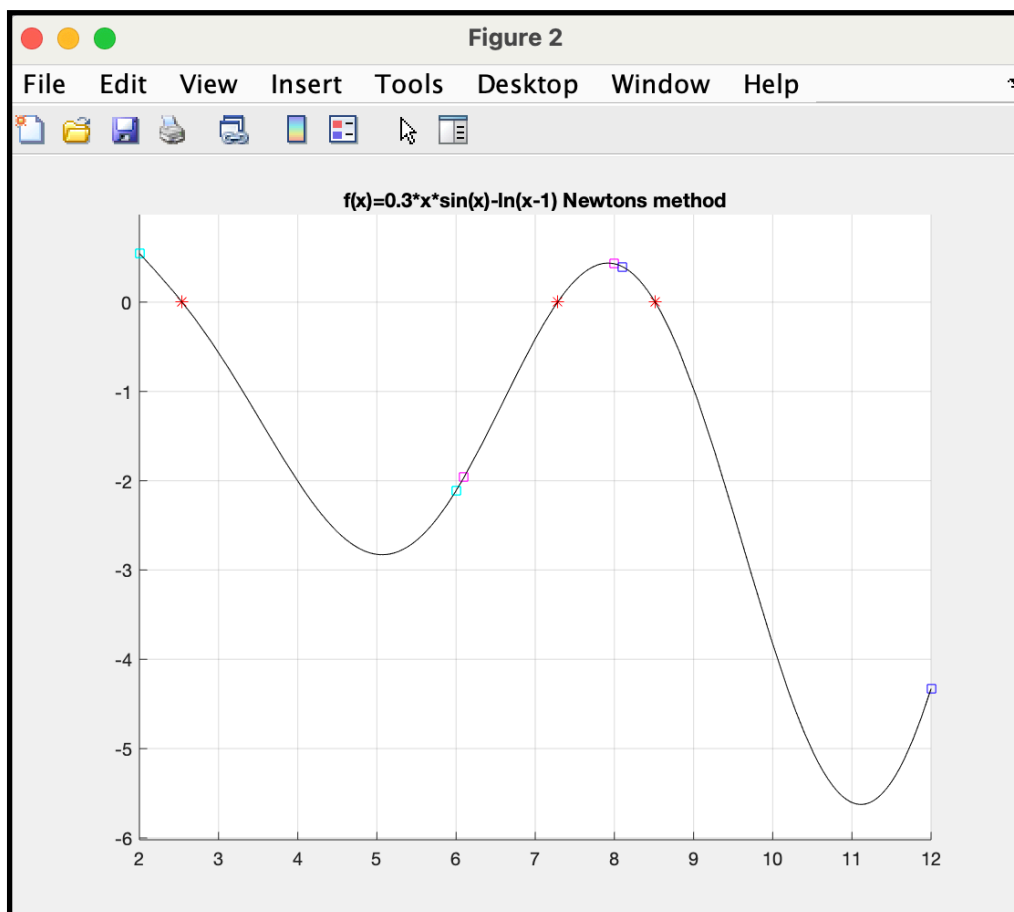 Figure 2
File Edit View Insert Tools Desktop Window Help
f(x)=0.3*x*sin(x)-ln(x-1) Newtons method
0
-1
-2
-3
-4
-5
-6
2 3 4 5 6 7 8 9 10 11 12